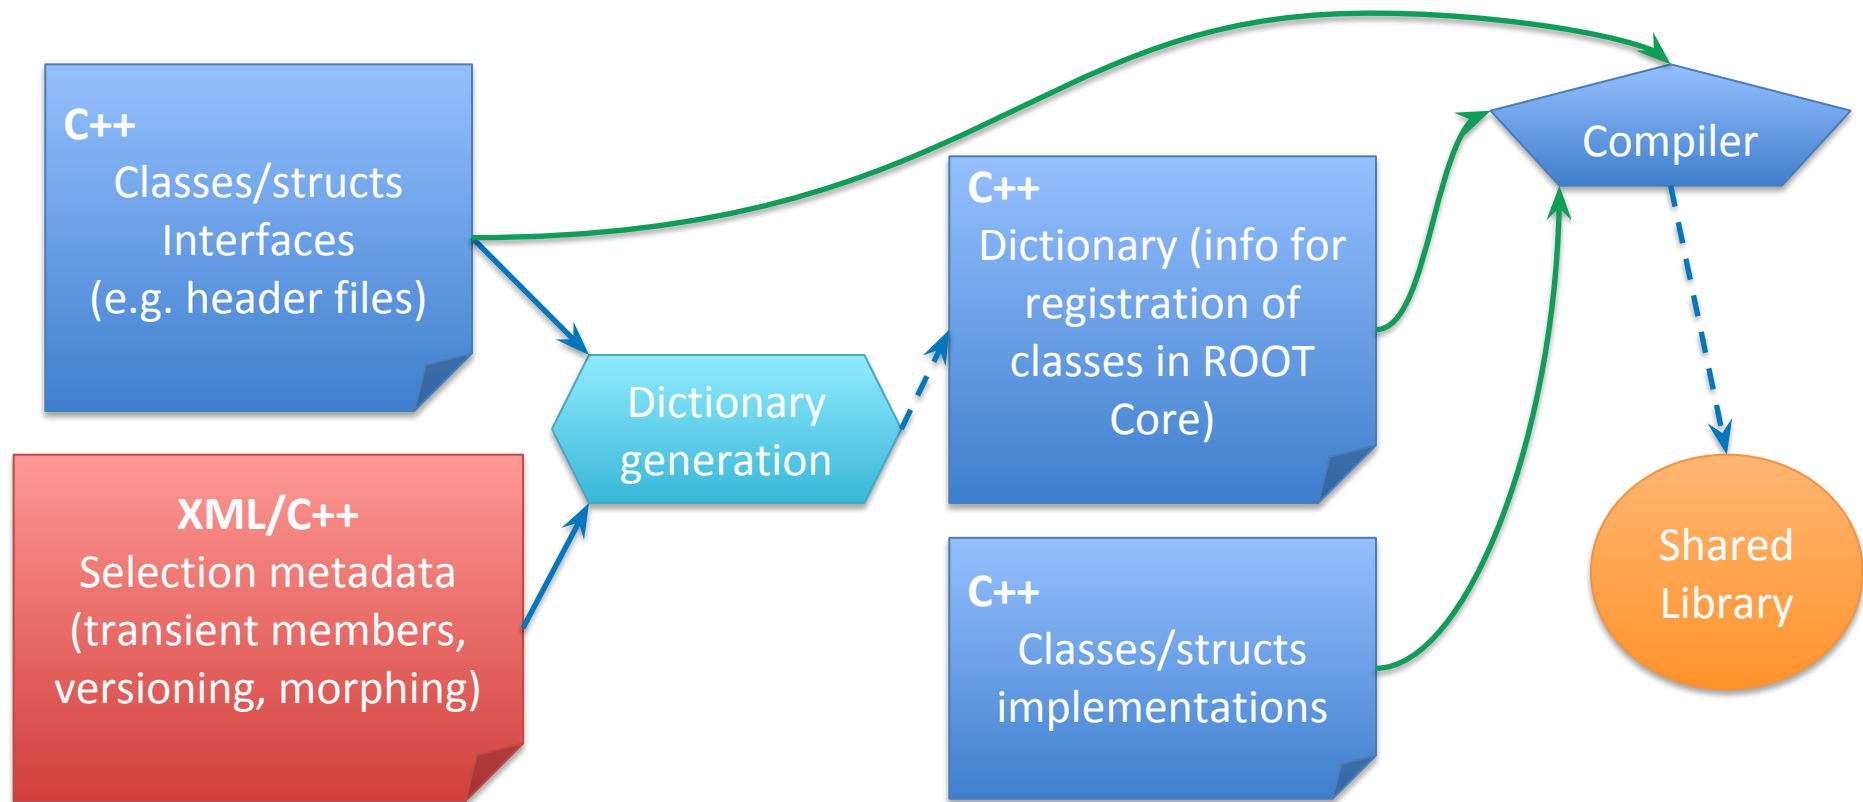 C++
Classes/structs
Interfaces
(e.g. header files)
XML/C++
Selection metadata
(transient members,
versioning, morphing)
Dictionary
generation
C++
Dictionary (info for
registration of
classes in ROOT
Core)
C++
Classes/structs
implementations
Compiler
Shared
Library